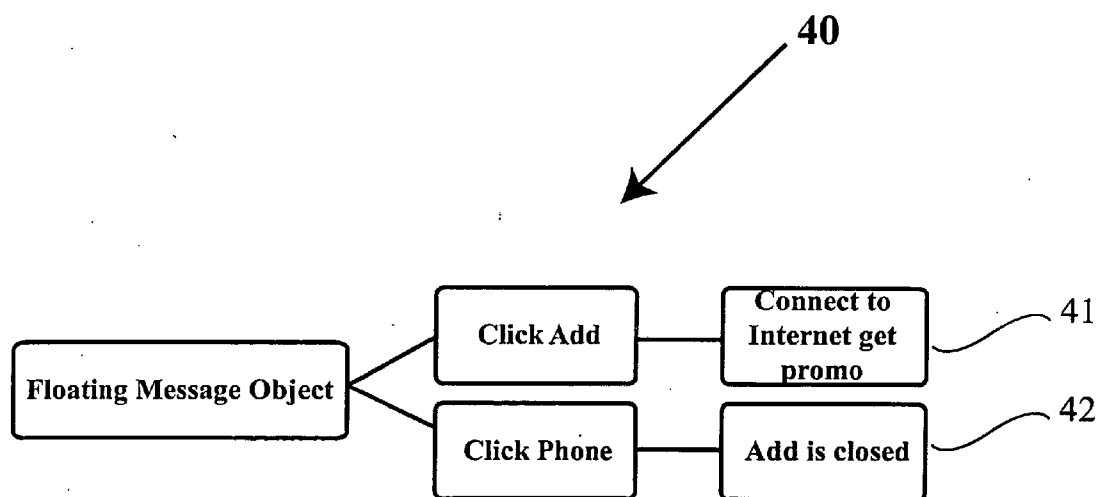 40
Floating Message Object
Click Add
Connect to
Internet get
promo
41
Click Phone
Add is closed
42